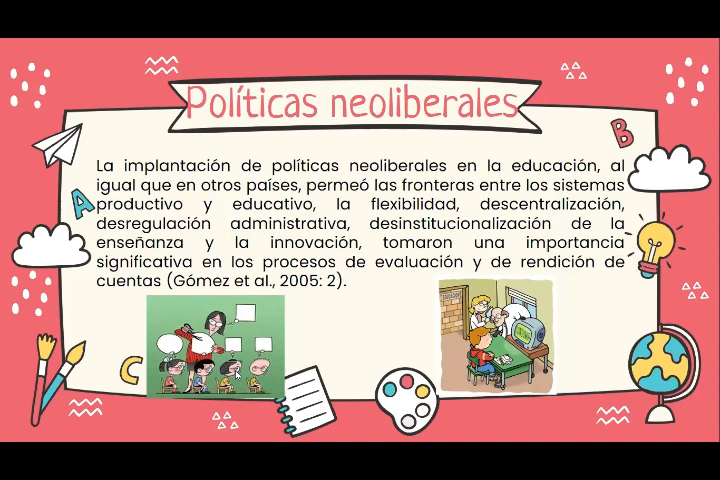 Políticas neoliberales
B
La implantación de políticas neoliberales en la educación, al
igual que en otros países, permeó las fronteras entre los sistemas
A
productivo y educativo, la flexibilidad, descentralización,
desregulación administrativa, desinstitucionalización de la
enseñanza y la innovación, tomaron una importancia
significativa en los procesos de evaluación y de rendición de
cuentas (Gómez et al., 2005: 2).
C